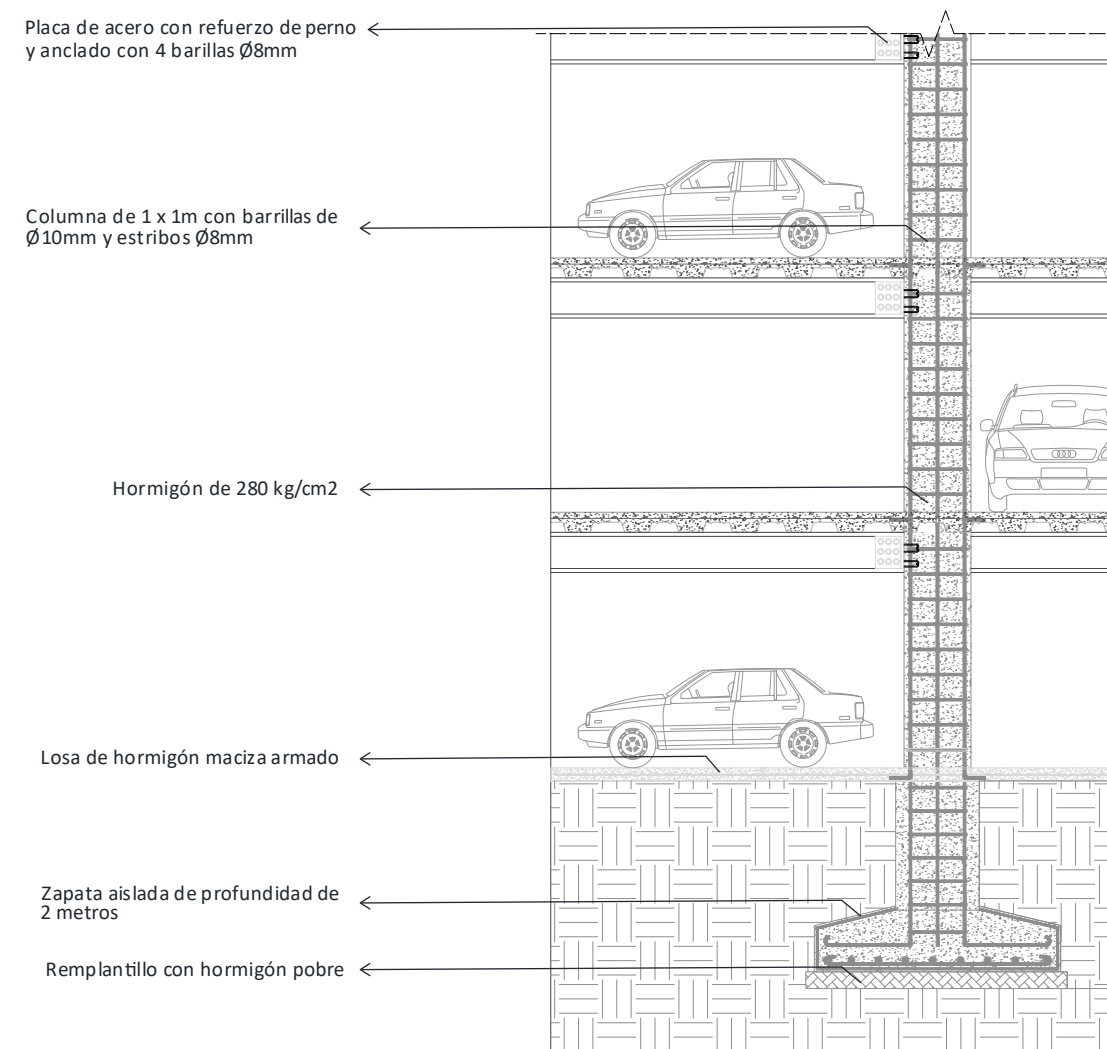 Placa de acero con refuerzo de perno
y anclado con 4 barillas Ø8mm
Columna de 1 x 1m con barrillas de
Ø10mm y estribos Ø8mm
Hormigón de 280 kg/cm2
Losa de hormigón maciza armado
Zapata aislada de profundidad de
2 metros
Remplantillo con hormigón pobre